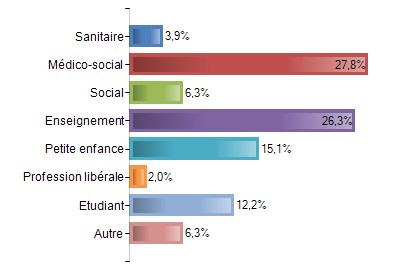 Sanitaire 3,9%
Médico-social 27,8%
Social 6,3%
Enseignement 26,3%
Petite enfance 15,1%
Profession libérale 2,0%
Etudiant 12,2%
Autre 6,3%